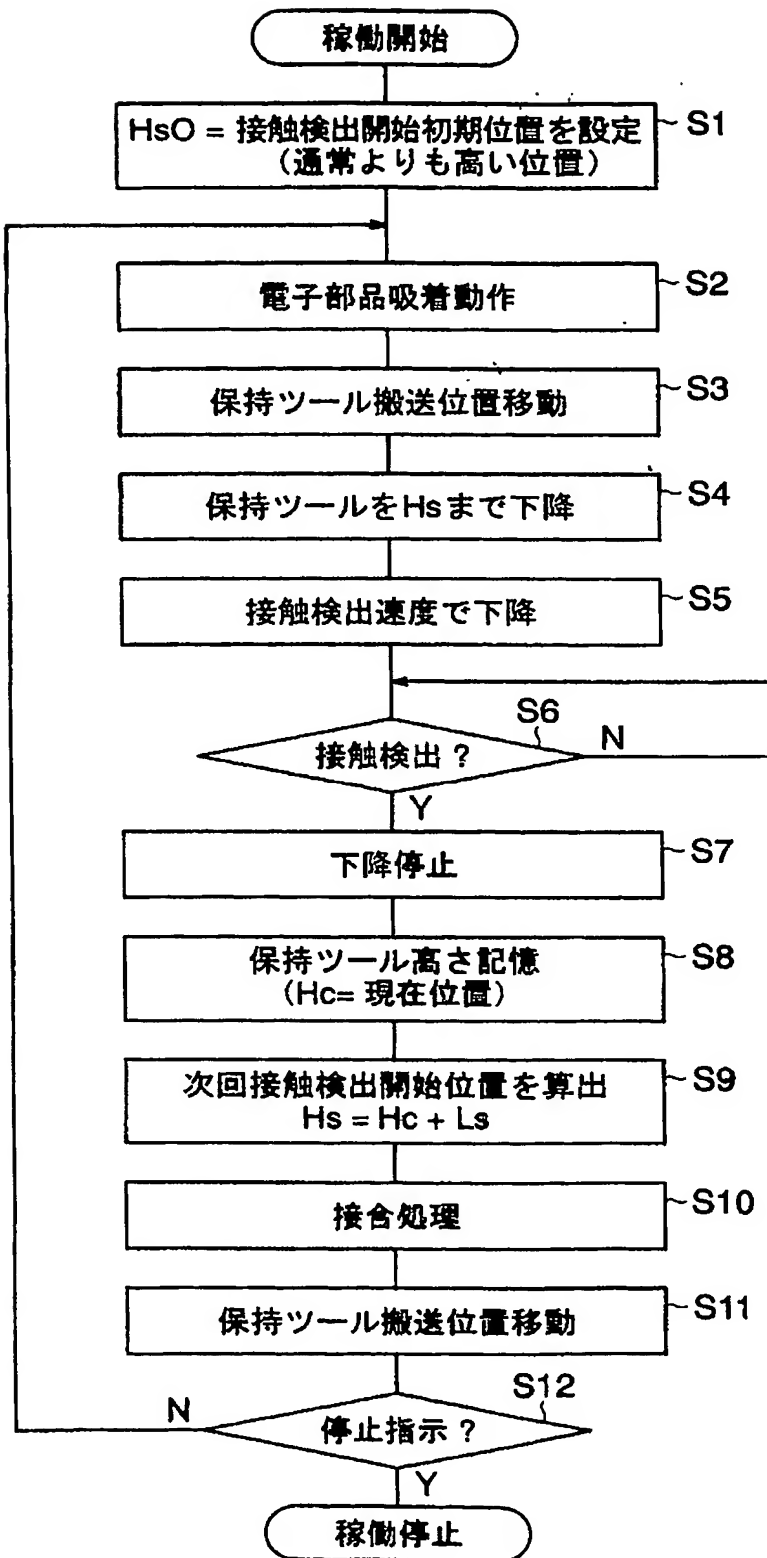 稼働開始
HsO = 接触検出開始初期位置を設定
（通常よりも高い位置）
S1
電子部品吸着動作
S2
保持ツール搬送位置移動
S3
保持ツールをHsまで下降
S4
接触検出速度で下降
S5
S6
接触検出？
N
Y
下降停止
S7
保持ツール高さ記憶
（Hc= 現在位置）
S8
次回接触検出開始位置を算出
Hs = Hc + Ls
S9
接合処理
S10
保持ツール搬送位置移動
S11
S12
N
停止指示？
Y
稼働停止